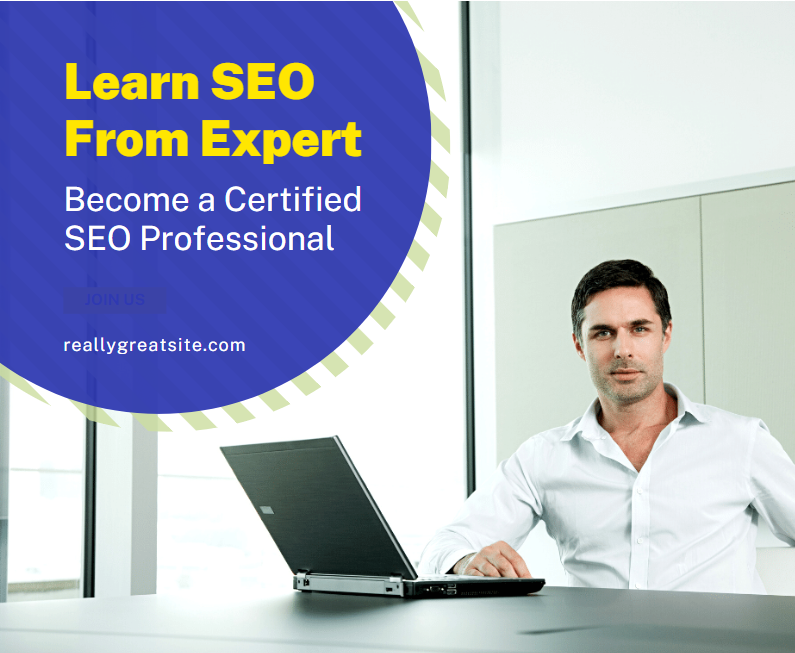 Learn SEO
From Expert
Become a Certified
SEO Professional
JOIN US
reallygreatsite.com